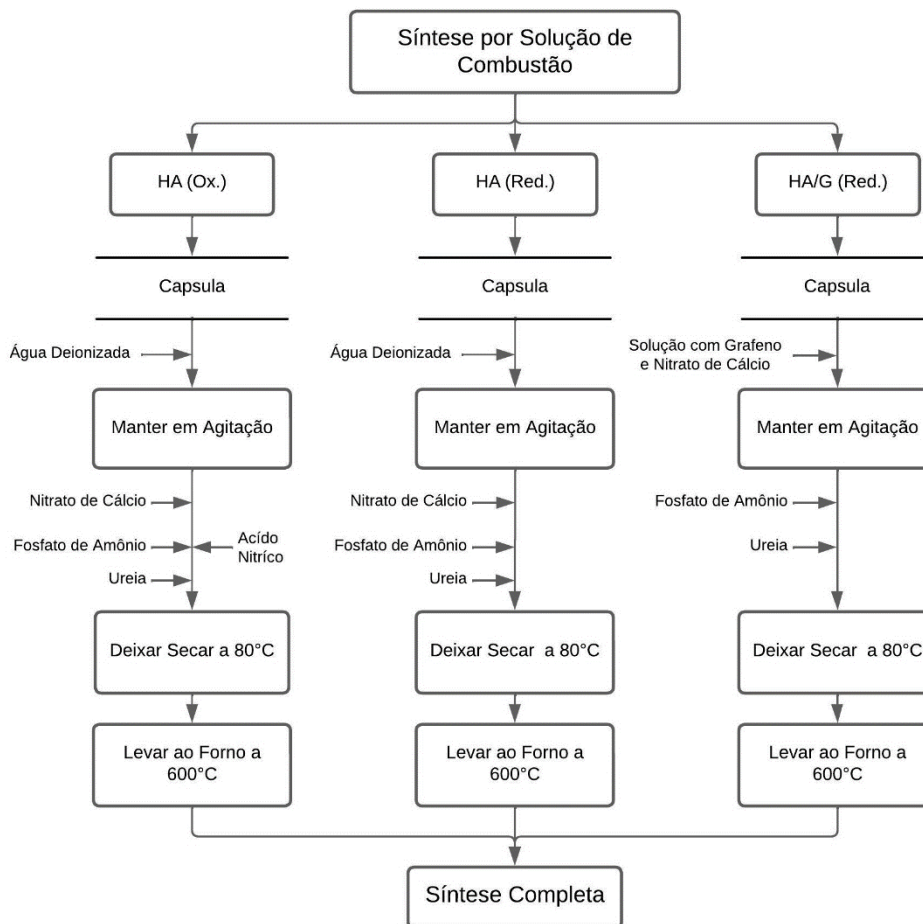 Síntese por Solução de
Combustão
HA (Ox.)
HA (Red.)
HA/G (Red.)
Capsula
Capsula
Capsula
Água Deionizada
Água Deionizada
Solução com Grafeno
e Nitrato de Cálcio
Manter em Agitação
Manter em Agitação
Manter em Agitação
Nitrato de Cálcio
Nitrato de Cálcio
Fosfato de Amônio
Fosfato de Amônio
Acído
Nitríco
Fosfato de Amônio
Ureia
Ureia
Ureia
Deixar Secar a 80°C
Deixar Secar a 80°C
Deixar Secar a 80°C
Levar ao Forno a
600°C
Levar ao Forno a
600°C
Levar ao Forno a
600°C
Síntese Completa